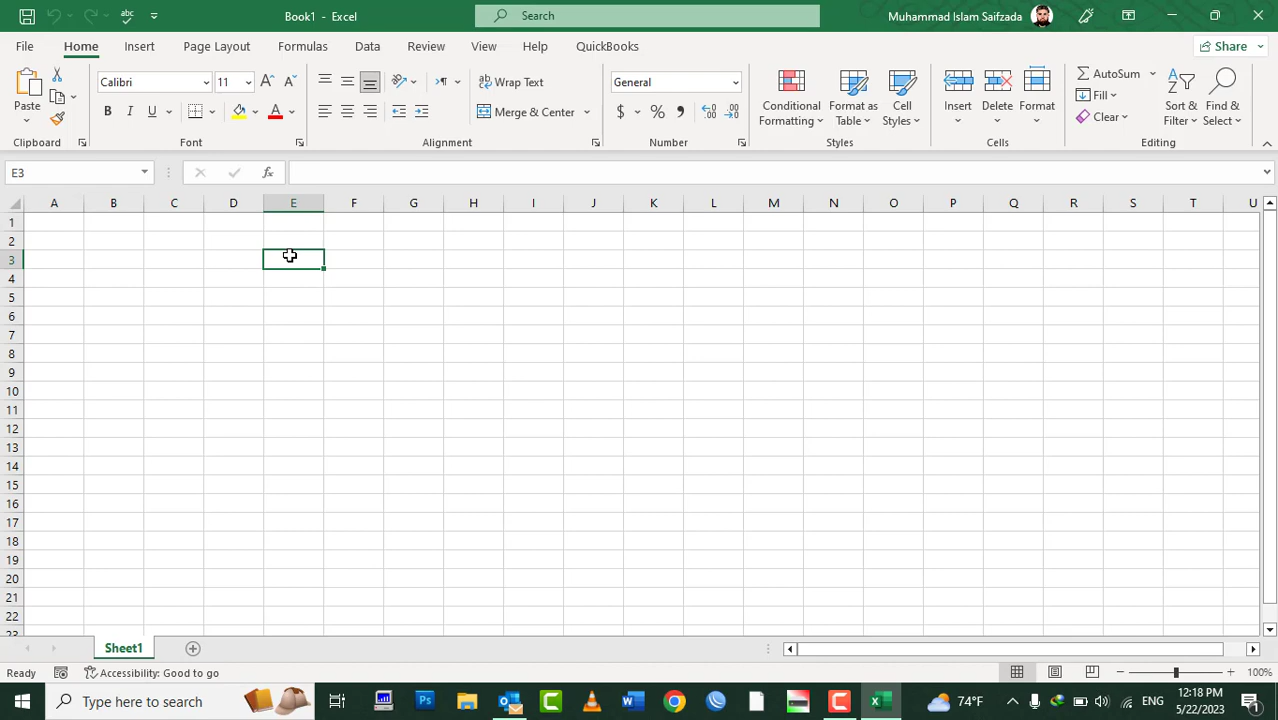 Book1 - Excel
Search
Muhammad Islam Saifzada
File Home Insert Page Layout Formulas Data Review View Help QuickBooks Share
Paste
Clipboard
Calibri 11
B I U A
Font
Wrap Text
Merge & Center
Alignment
General
$ % ,
Number
Conditional Formatting
Format as Table
Cell Styles
Styles
Insert
Delete
Format
Cells
AutoSum
Fill
Clear
Sort & Filter
Find & Select
Editing
E3 fx
A B C D E F G H I J K L M N O P Q R S T U
1
2
3
4
5
6
7
8
9
10
11
12
13
14
15
16
17
18
19
20
21
22
23
Sheet1
Ready Accessibility: Good to go 100%
Type here to search
74°F
ENG
12:18 PM
5/22/2023
1